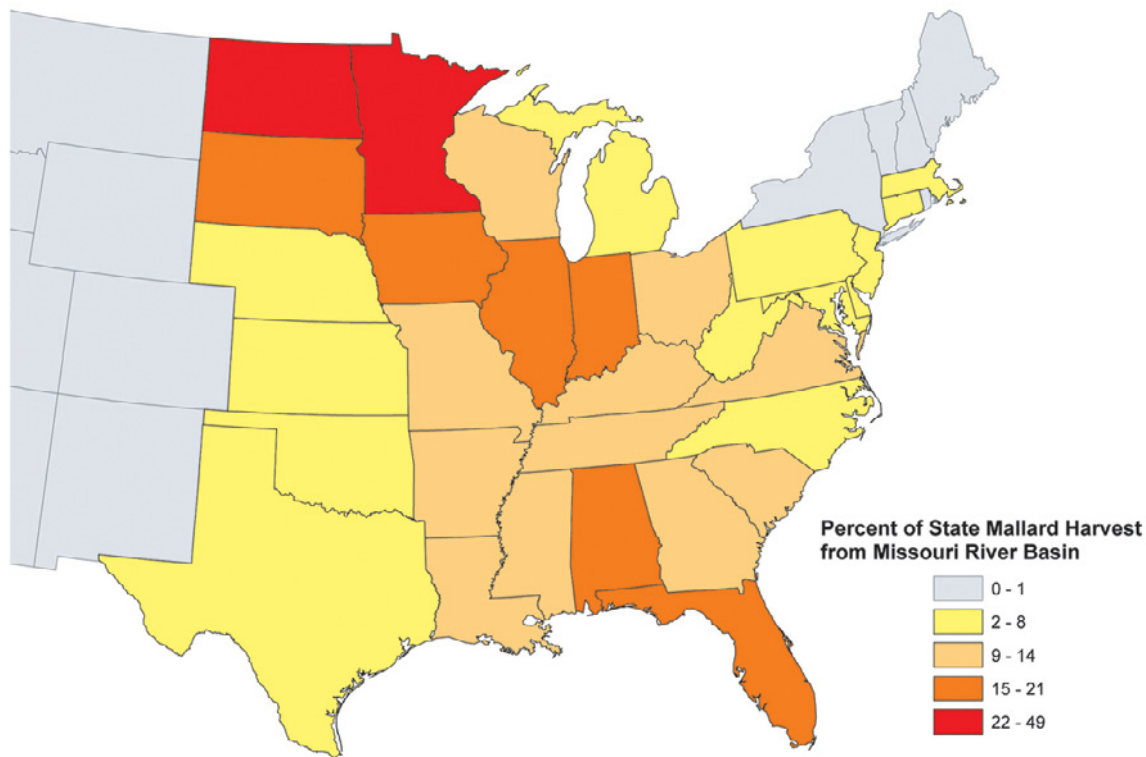 Percent of State Mallard Harvest
from Missouri River Basin
0 - 1
2 - 8
9 - 14
15 - 21
22 - 49